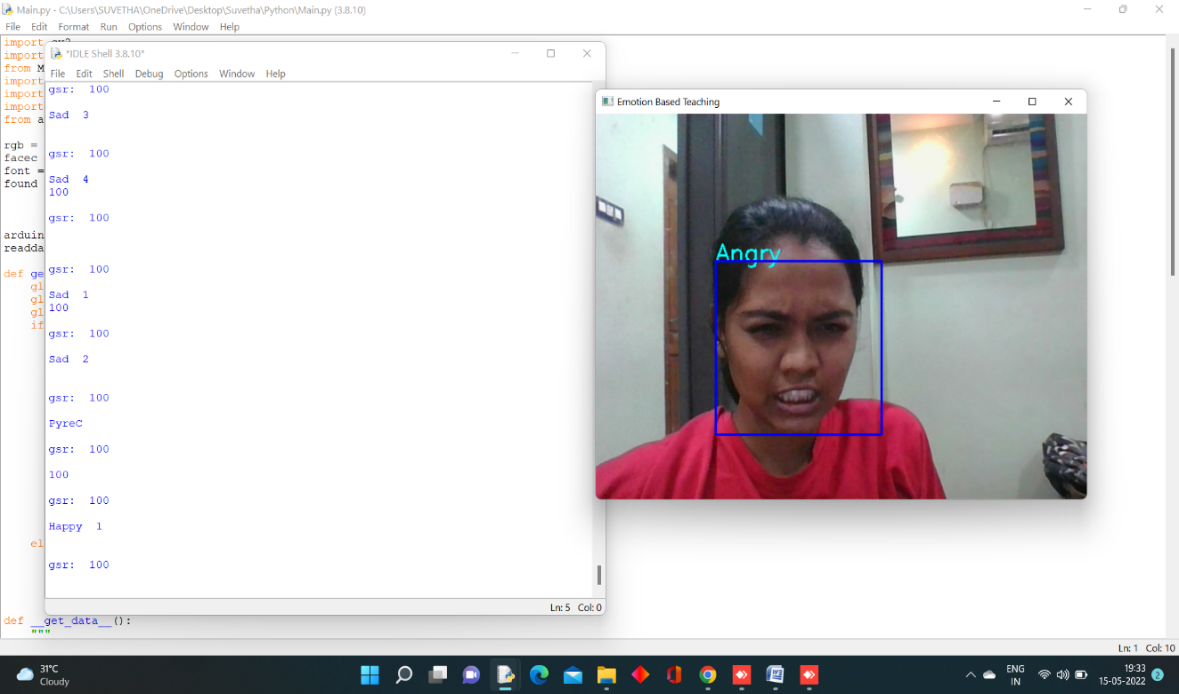 Main.py - C:\Users\SUVETHA\OneDrive\Desktop\Suvetha\Python\Main.py (3.8.10)
File Edit Format Run Options Window Help
import
import
from M
import
import
import
from a
rgb =
facec
font =
found
arduin
readda
def ge
gl
gl
gl
if
el
def __get_data__():
"""
Ln: 1 Col: 10
*IDLE Shell 3.8.10*
File Edit Shell Debug Options Window Help
gsr: 100
Sad 3
gsr: 100
Sad 4
100
gsr: 100
gsr: 100
Sad 1
100
gsr: 100
Sad 2
gsr: 100
PyreC
gsr: 100
100
gsr: 100
Happy 1
gsr: 100
Ln: 5 Col: 0
Emotion Based Teaching
Angry
31°C
Cloudy
ENG
IN
19:33
15-05-2022
2